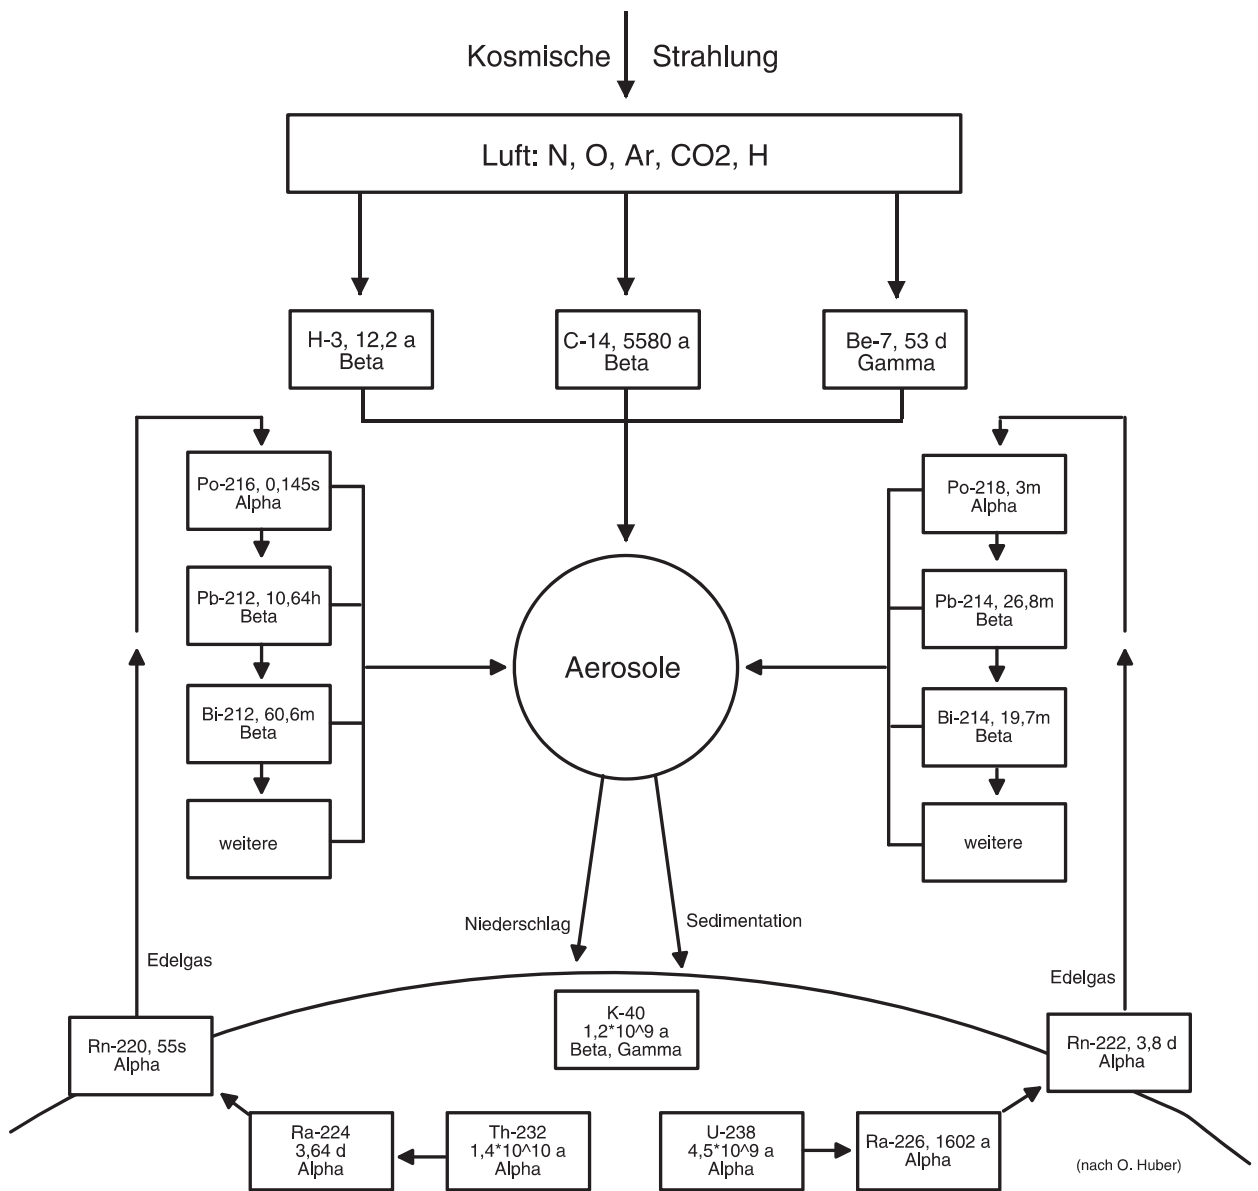 Kosmische Strahlung
Luft: N, O, Ar, CO2, H
H-3, 12,2 a
Beta
C-14, 5580 a
Beta
Be-7, 53 d
Gamma
Po-216, 0,145s
Alpha
Pb-212, 10,64h
Beta
Bi-212, 60,6m
Beta
weitere
Aerosole
Po-218, 3m
Alpha
Pb-214, 26,8m
Beta
Bi-214, 19,7m
Beta
weitere
Niederschlag
Sedimentation
Edelgas
Edelgas
K-40
1,2*10^9 a
Beta, Gamma
Rn-220, 55s
Alpha
Rn-222, 3,8 d
Alpha
Ra-224
3,64 d
Alpha
Th-232
1,4*10^10 a
Alpha
U-238
4,5*10^9 a
Alpha
Ra-226, 1602 a
Alpha
(nach O. Huber)